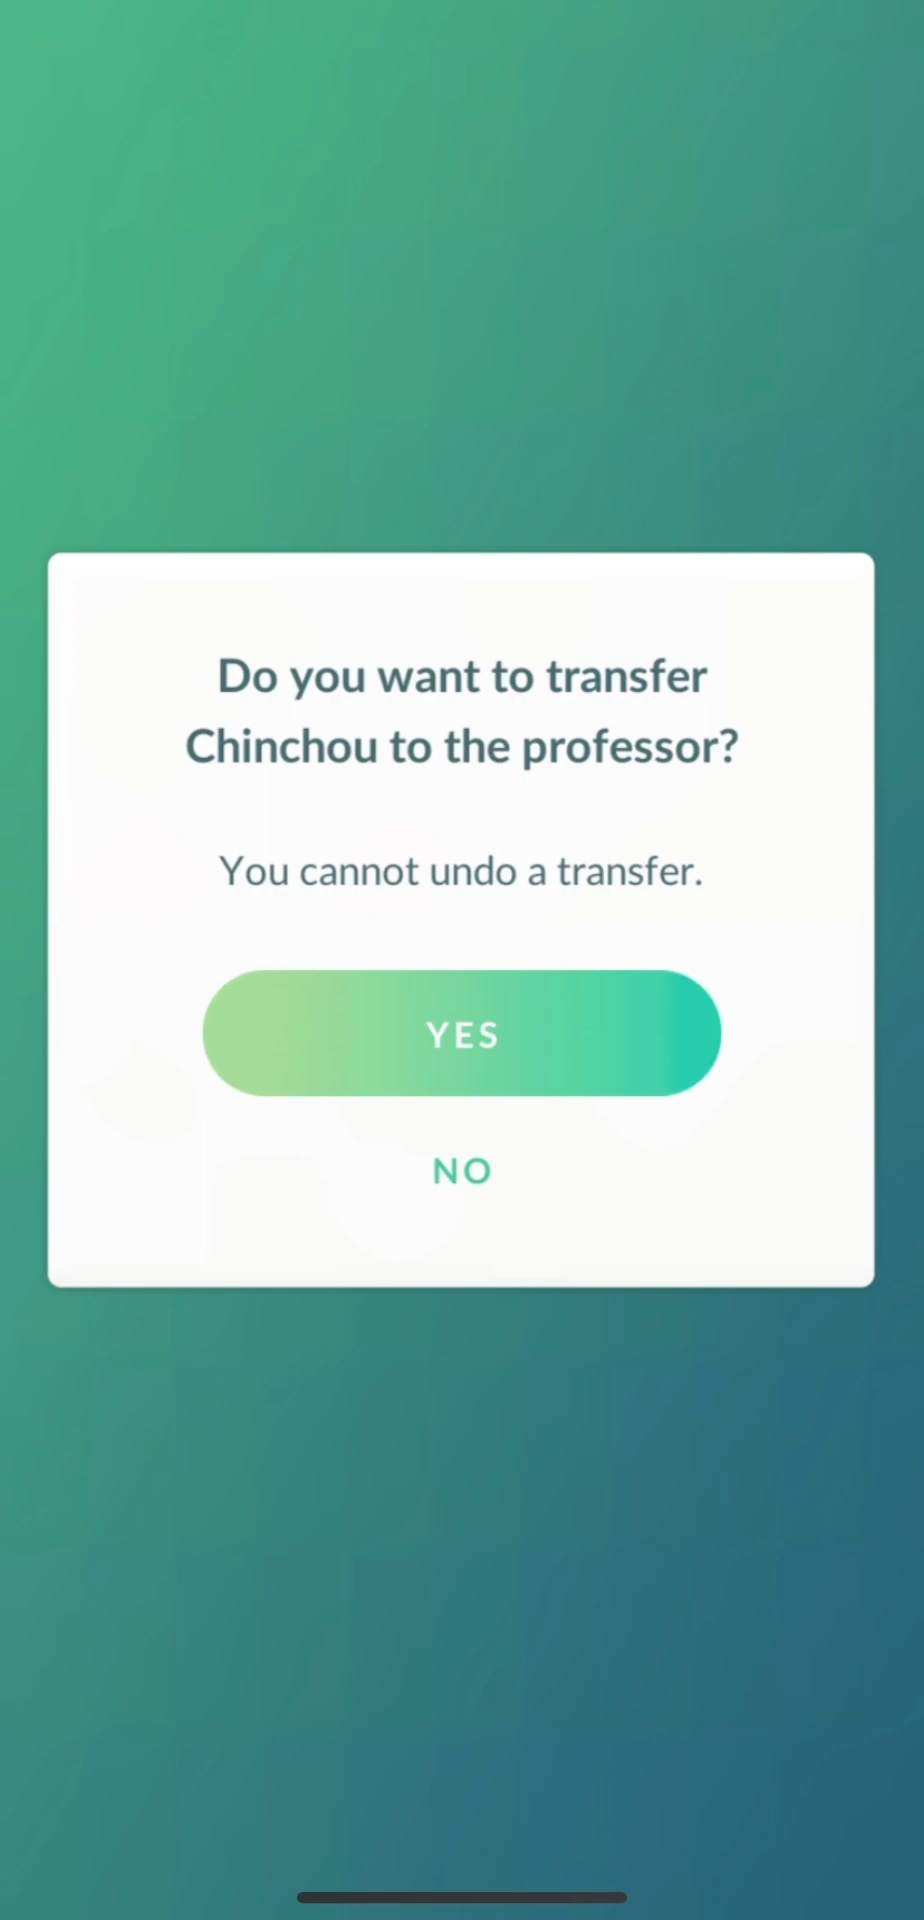 Do you want to transfer
Chinchou to the professor?
You cannot undo a transfer.
YES
NO